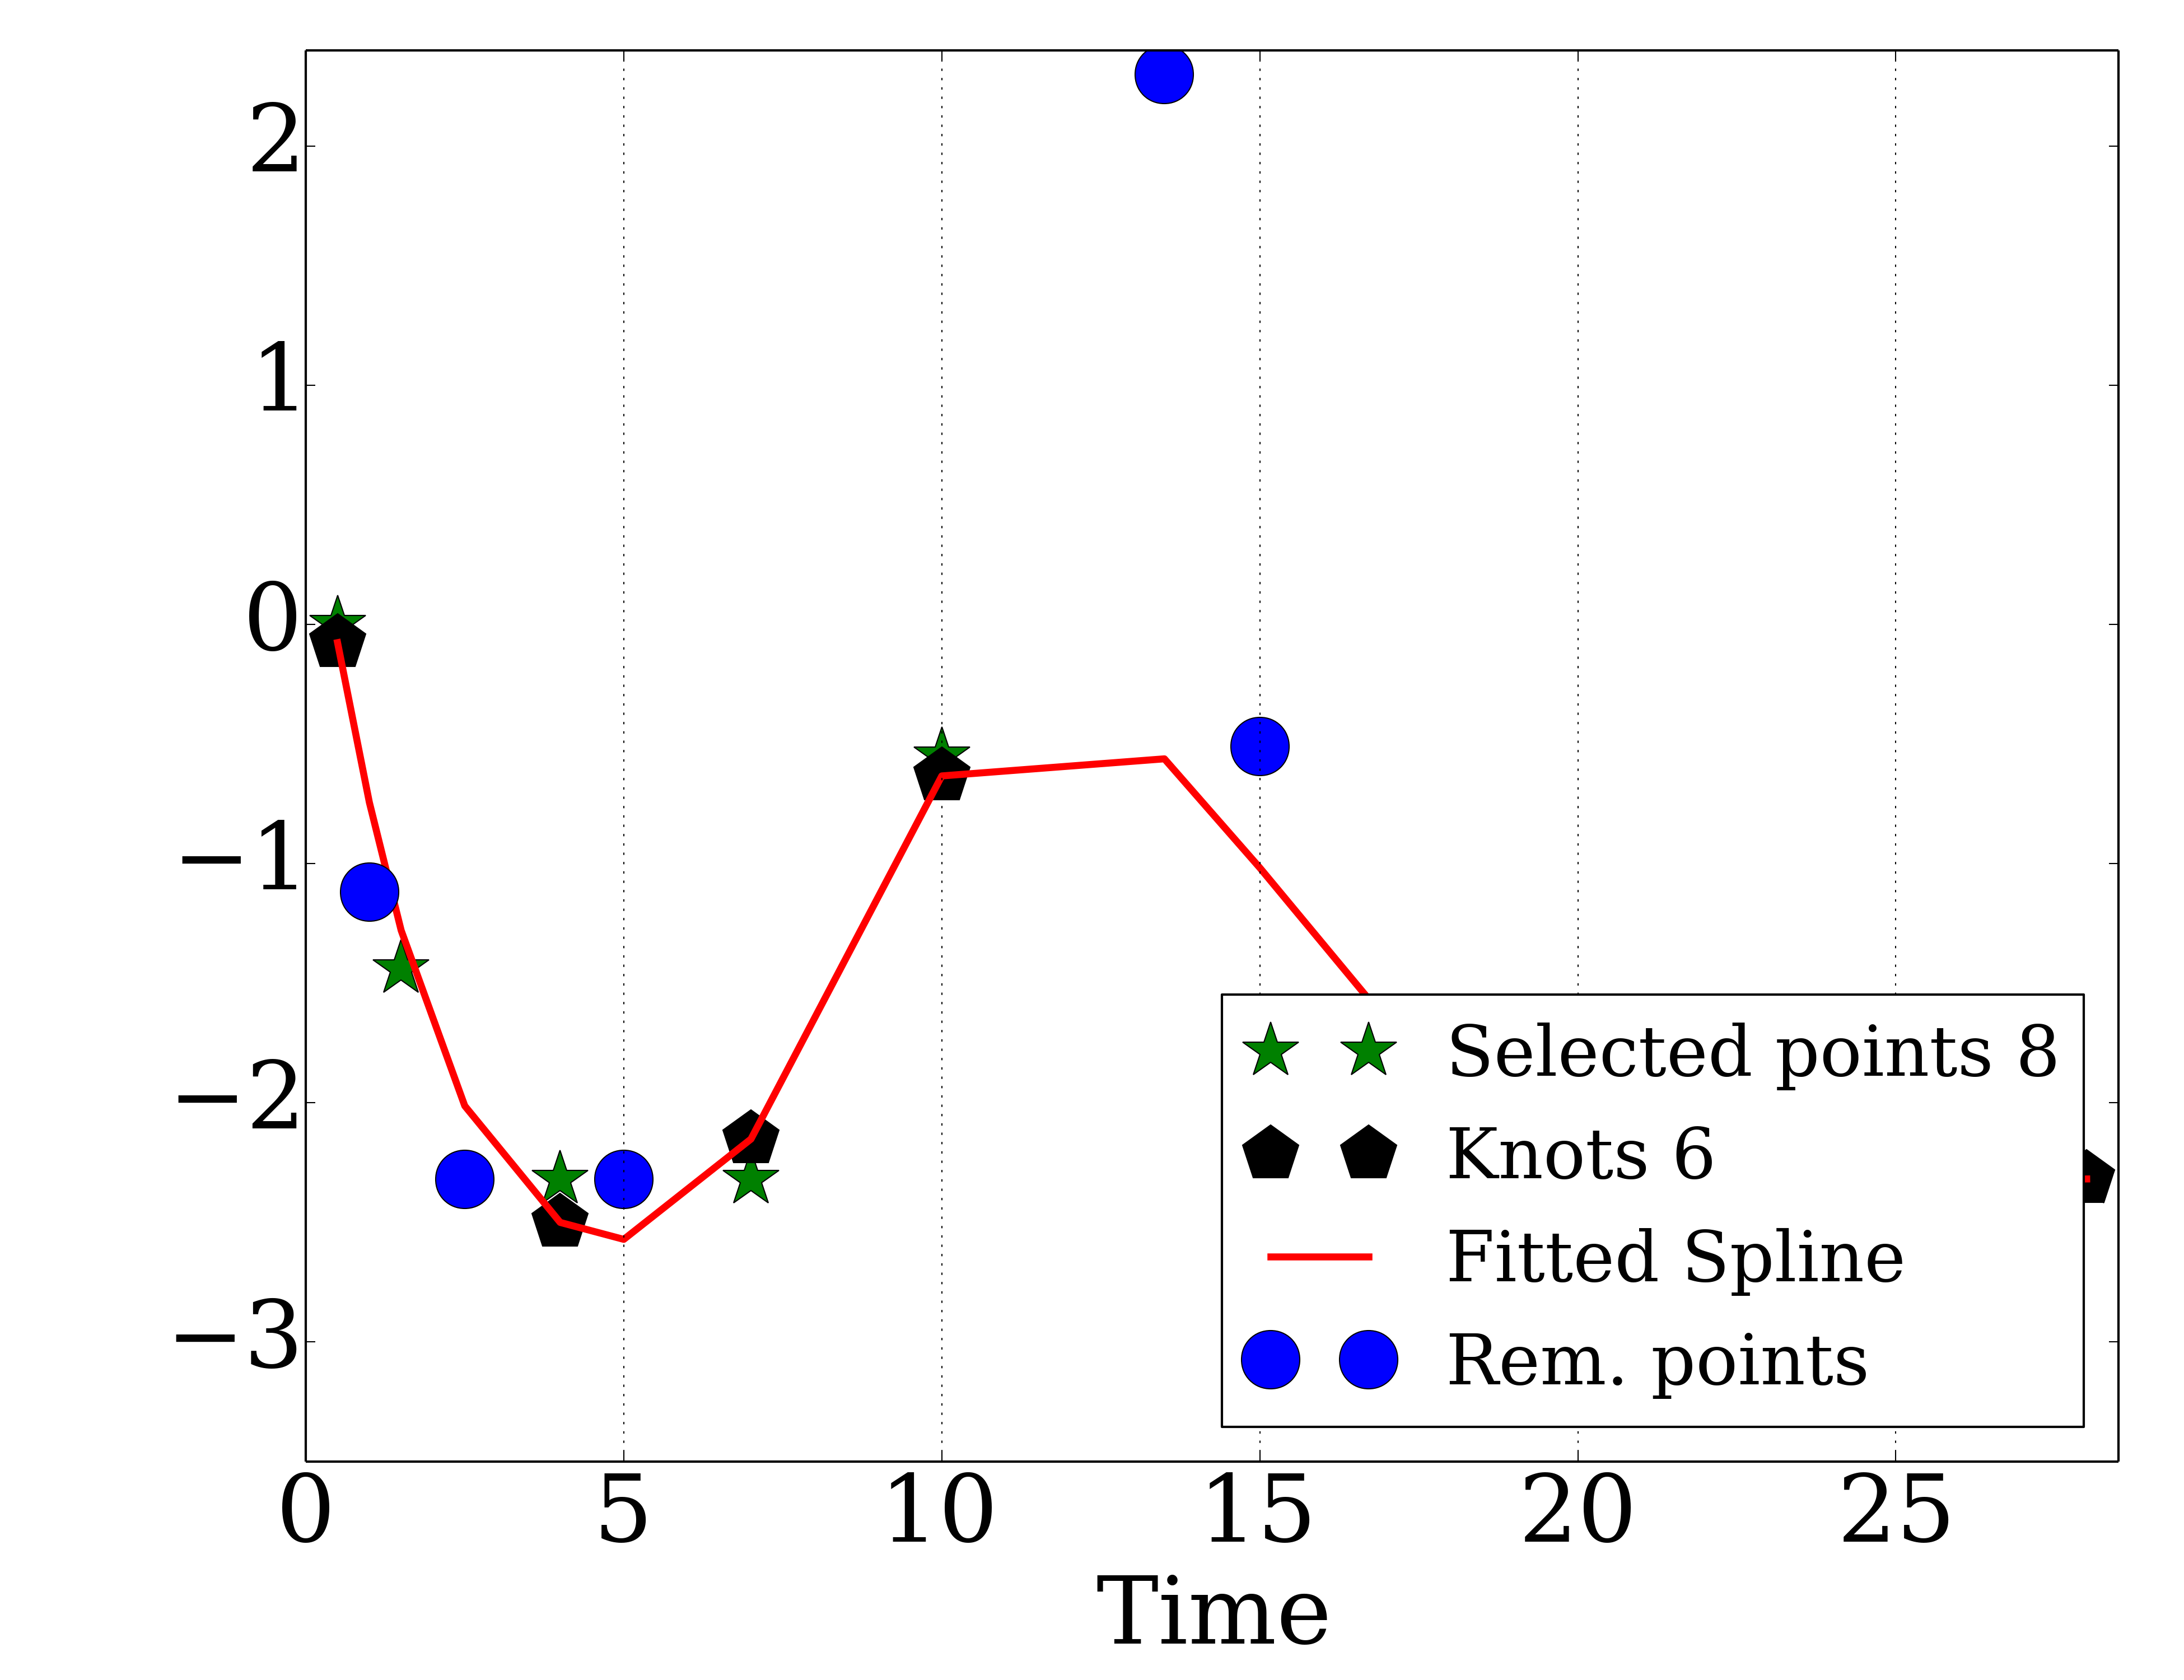 2
1
0
−1
−2
−3
Selected points 8
Knots 6
Fitted Spline
Rem. points
0 5 10 15 20 25
Time